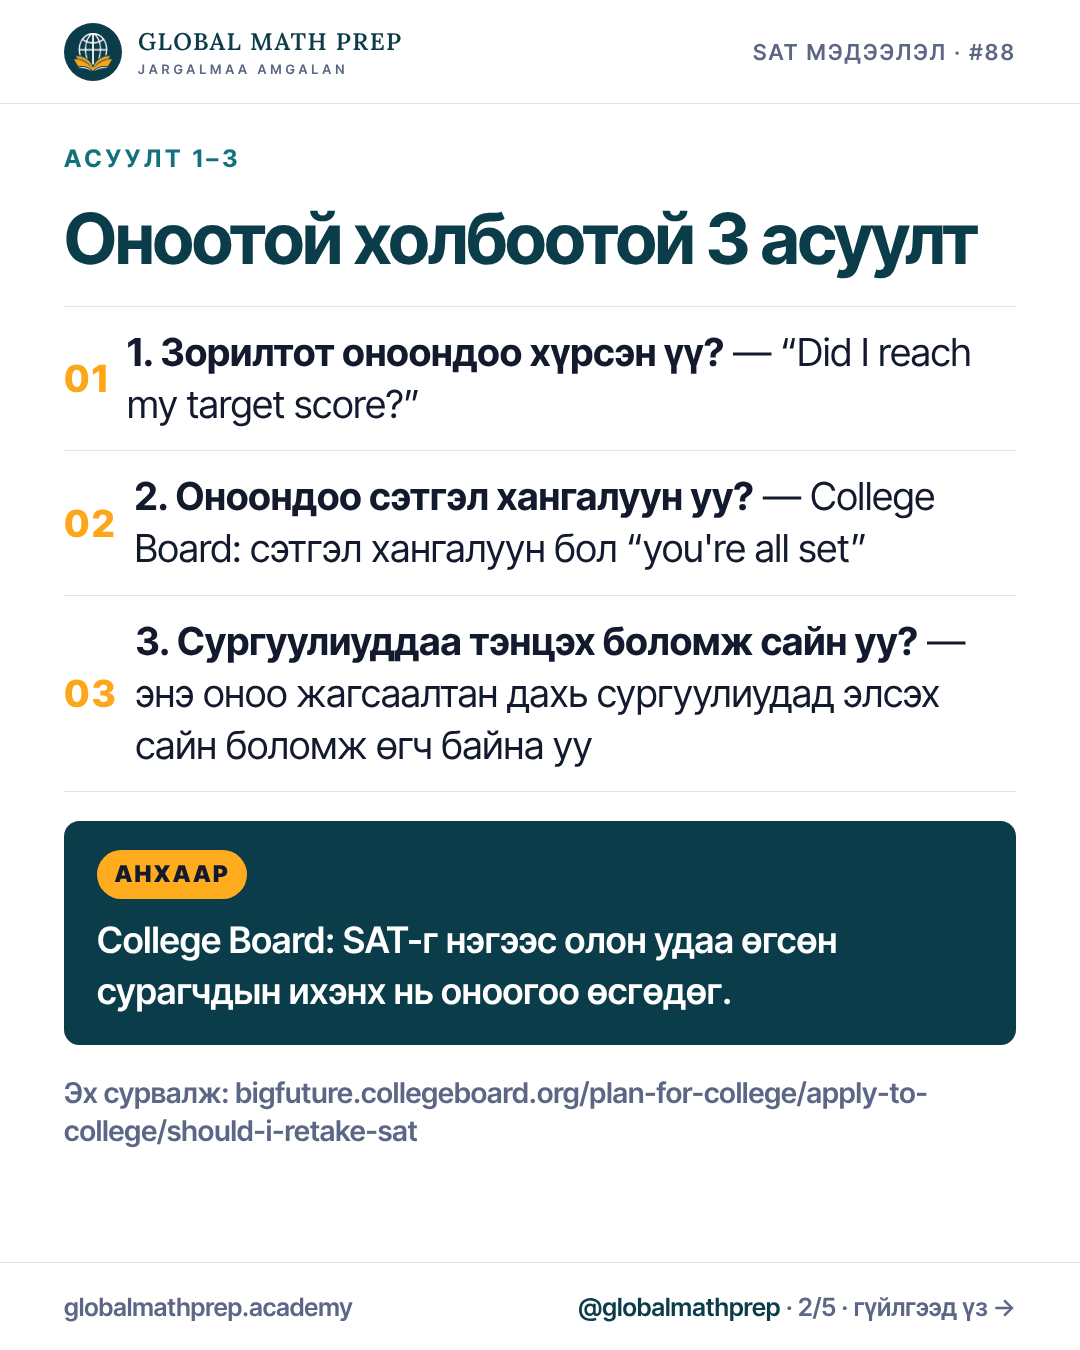 GLOBAL MATH PREP
JARGALMAA AMGALAN
SAT МЭДЭЭЛЭЛ · #88
АСУУЛТ 1–3
Оноотой холбоотой 3 асуулт
01
1. Зорилтот оноондоо хүрсэн үү? — “Did I reach
my target score?”
02
2. Оноондоо сэтгэл хангалуун уу? — College
Board: сэтгэл хангалуун бол “you're all set”
03
3. Сургуулиуддаа тэнцэх боломж сайн уу? —
энэ оноо жагсаалтан дахь сургуулиудад элсэх
сайн боломж өгч байна уу
АНХААР
College Board: SAT-г нэгээс олон удаа өгсөн
сурагчдын ихэнх нь оноогоо өсгөдөг.
Эх сурвалж: bigfuture.collegeboard.org/plan-for-college/apply-to-
college/should-i-retake-sat
globalmathprep.academy
@globalmathprep · 2/5 · гүйлгээд үз →